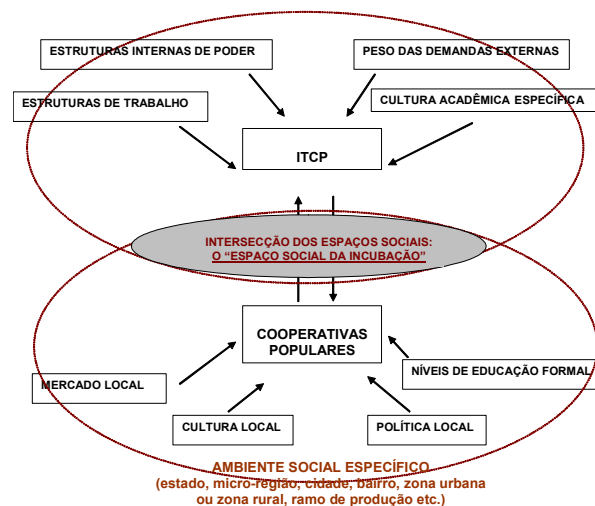 ESTRUTURAS INTERNAS DE PODER
PESO DAS DEMANDAS EXTERNAS
ESTRUTURAS DE TRABALHO
CULTURA ACADÊMICA ESPECÍFICA
ITCP
INTERSECÇÃO DOS ESPAÇOS SOCIAIS:
O “ESPAÇO SOCIAL DA INCUBAÇÃO”
COOPERATIVAS
POPULARES
MERCADO LOCAL
NÍVEIS DE EDUCAÇÃO FORMAL
CULTURA LOCAL
POLÍTICA LOCAL
AMBIENTE SOCIAL ESPECÍFICO
(estado, micro-região, cidade, bairro, zona urbana
ou zona rural, ramo de produção etc.)